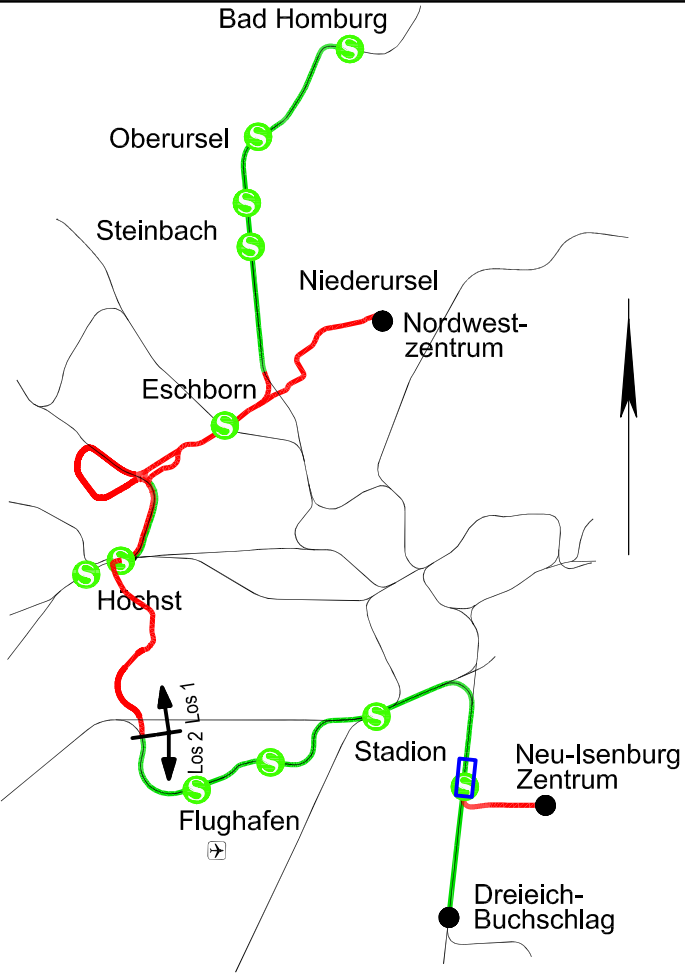 Bad Homburg
S
Oberursel
S
S
Steinbach
S
Niederursel
Nordwest-
zentrum
Eschborn
S
S
S
Höchst
Los 1
Los 2
S
Stadion
S
S
Flughafen
S
Neu-Isenburg
Zentrum
Dreieich-
Buchschlag